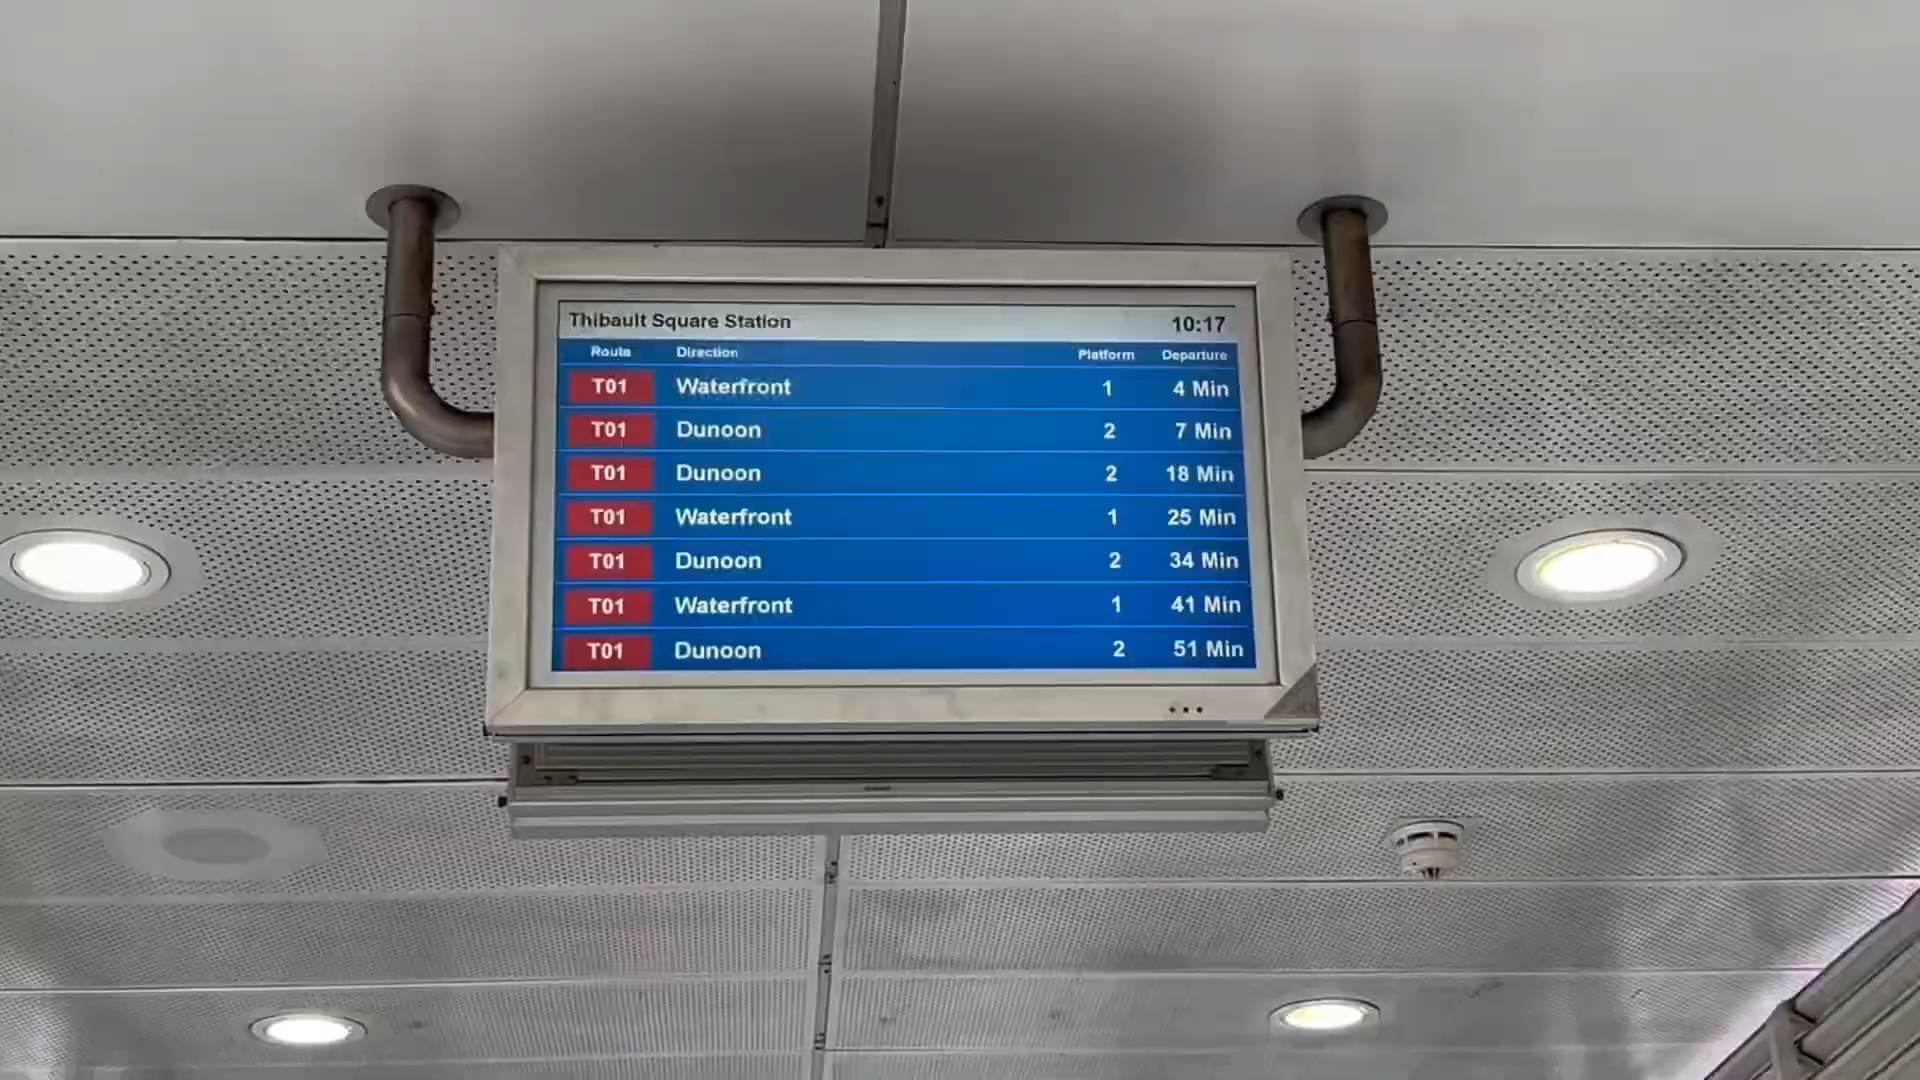 Thibault Square Station 10:17
Route Direction Platform Departure
T01 Waterfront 1 4 Min
T01 Dunoon 2 7 Min
T01 Dunoon 2 18 Min
T01 Waterfront 1 25 Min
T01 Dunoon 2 34 Min
T01 Waterfront 1 41 Min
T01 Dunoon 2 51 Min